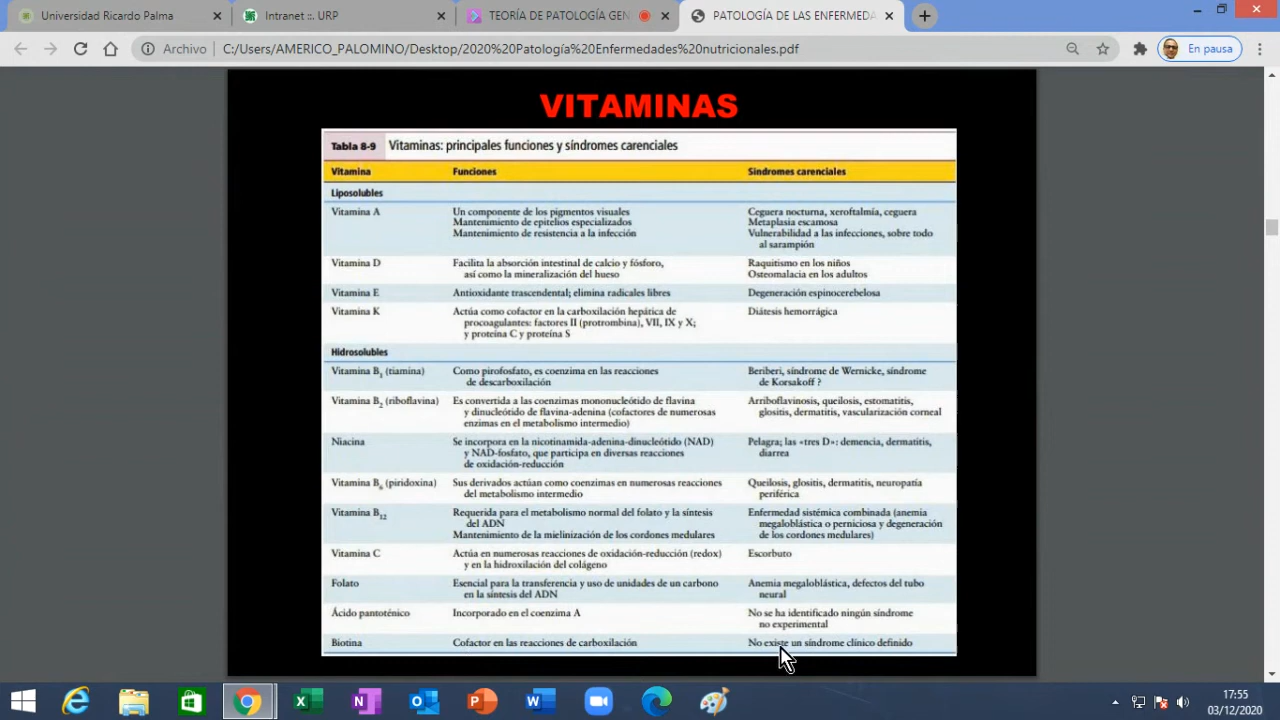 Universidad Ricardo Palma
Intranet ::. URP
TEORÍA DE PATOLOGÍA GEN
PATOLOGÍA DE LAS ENFERMEDA
Archivo
C:/Users/AMERICO_PALOMINO/Desktop/2020%20Patología%20Enfermedades%20nutricionales.pdf
En pausa
VITAMINAS
Tabla 8-9 Vitaminas: principales funciones y síndromes carenciales
Vitamina Funciones Síndromes carenciales
Liposolubles
Vitamina A Un componente de los pigmentos visuales Ceguera nocturna, xeroftalmía, ceguera
Mantenimiento de epitelios especializados Metaplasia escamosa
Mantenimiento de resistencia a la infección Vulnerabilidad a las infecciones, sobre todo
al sarampión
Vitamina D Facilita la absorción intestinal de calcio y fósforo, Raquitismo en los niños
así como la mineralización del hueso Osteomalacia en los adultos
Vitamina E Antioxidante trascendental; elimina radicales libres Degeneración espinocerebelosa
Vitamina K Actúa como cofactor en la carboxilación hepática de Diátesis hemorrágica
procoagulantes: factores II (protrombina), VII, IX y X;
y proteína C y proteína S
Hidrosolubles
Vitamina B1 (tiamina) Como pirofosfato, es coenzima en las reacciones Beriberi, síndrome de Wernicke, síndrome
de descarboxilación de Korsakoff ?
Vitamina B2 (riboflavina) Es convertida a las coenzimas mononucleótido de flavina Arriboflavinosis, queilosis, estomatitis,
y dinucleótido de flavina-adenina (cofactores de numerosas glositis, dermatitis, vascularización corneal
enzimas en el metabolismo intermedio)
Niacina Se incorpora en la nicotinamida-adenina-dinucleótido (NAD) Pelagra; las «tres D»: demencia, dermatitis,
y NAD-fosfato, que participa en diversas reacciones diarrea
de oxidación-reducción
Vitamina B6 (piridoxina) Sus derivados actúan como coenzimas en numerosas reacciones Queilosis, glositis, dermatitis, neuropatía
del metabolismo intermedio periférica
Vitamina B12 Requerida para el metabolismo normal del folato y la síntesis Enfermedad sistémica combinada (anemia
del ADN megaloblástica o perniciosa y degeneración
Mantenimiento de la mielinización de los cordones medulares de los cordones medulares)
Vitamina C Actúa en numerosas reacciones de oxidación-reducción (redox) Escorbuto
y en la hidroxilación del colágeno
Folato Esencial para la transferencia y uso de unidades de un carbono Anemia megaloblástica, defectos del tubo
en la síntesis del ADN neural
Ácido pantoténico Incorporado en el coenzima A No se ha identificado ningún síndrome
no experimental
Biotina Cofactor en las reacciones de carboxilación No existe un síndrome clínico definido
17:55
03/12/2020